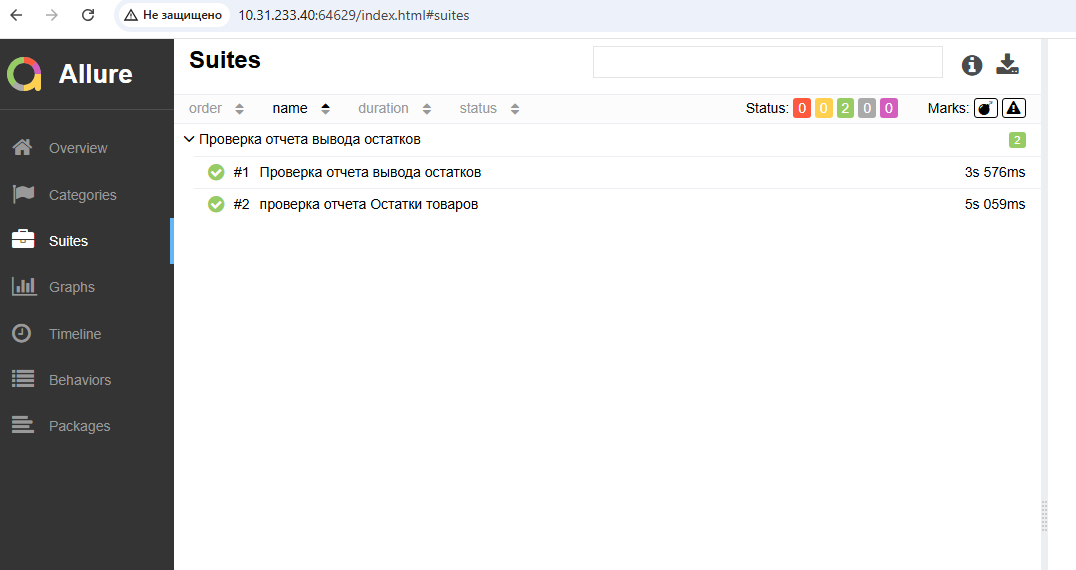 Не защищено 10.31.233.40:64629/index.html#suites
Allure
Suites
order name duration status Status: 0 0 2 0 0 Marks:
Проверка отчета вывода остатков 2
#1 Проверка отчета вывода остатков 3s 576ms
#2 проверка отчета Остатки товаров 5s 059ms
Overview
Categories
Suites
Graphs
Timeline
Behaviors
Packages